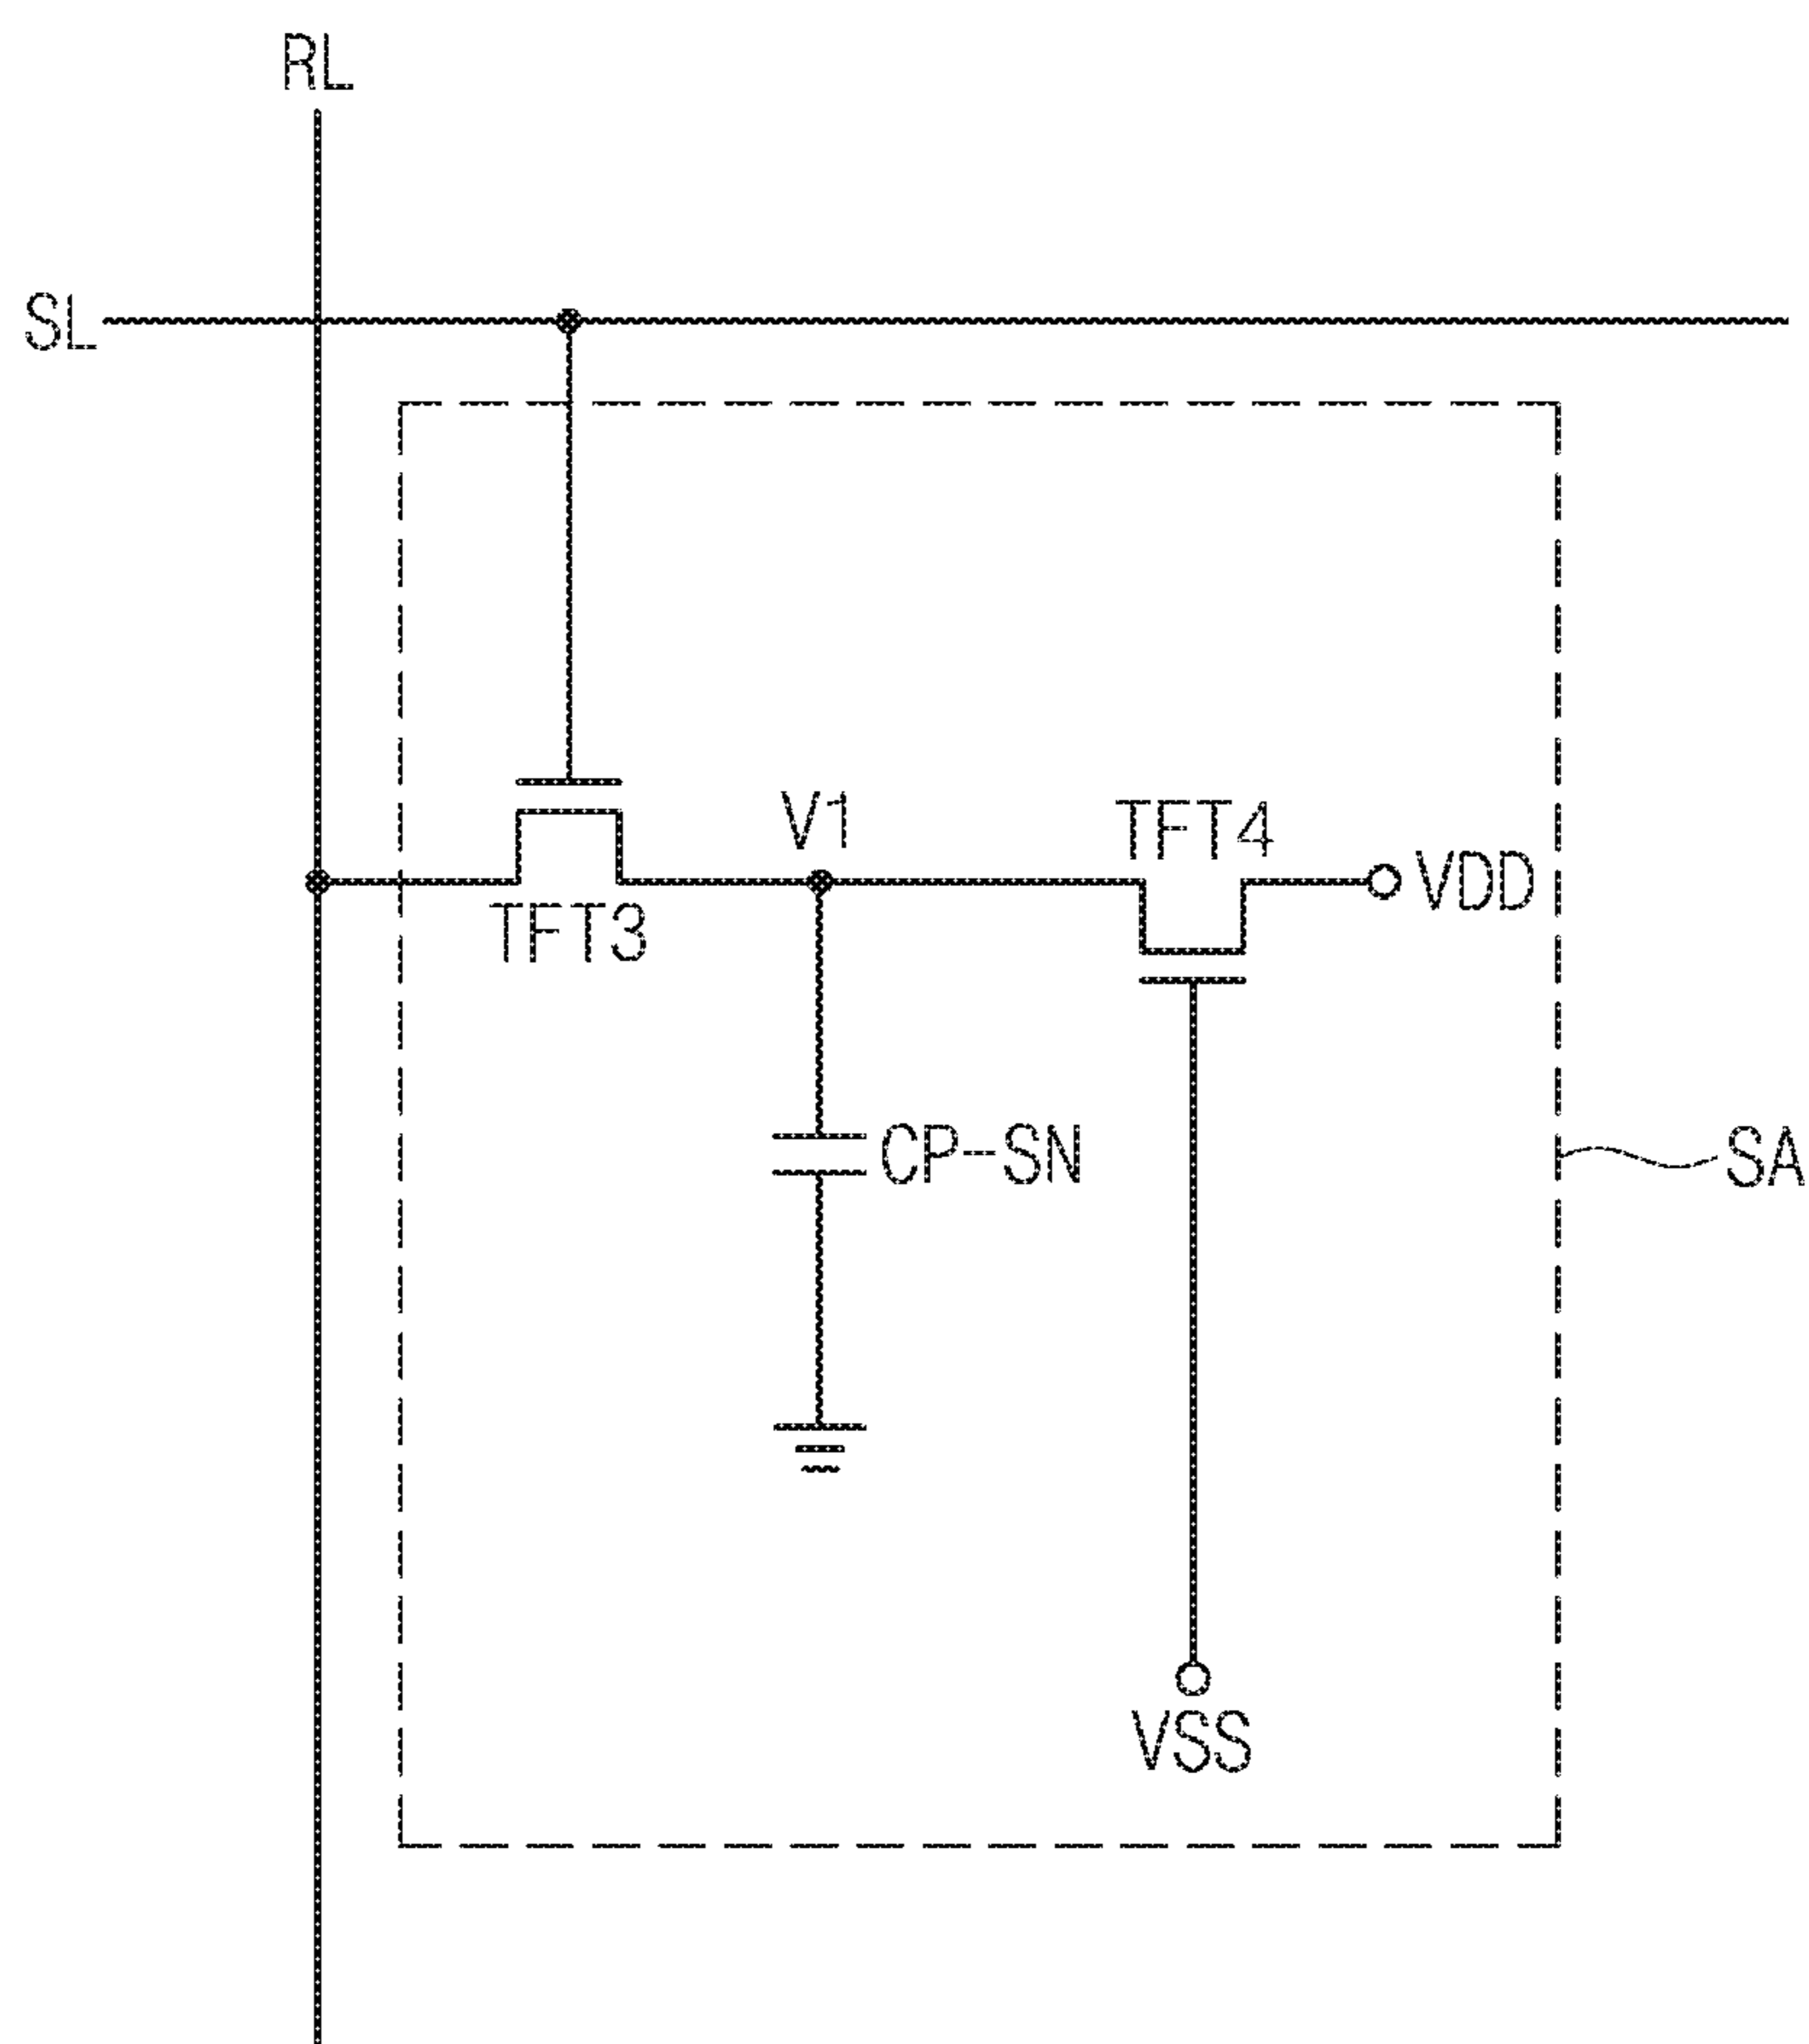 RL
SL
V1
TFT4
VDD
TFT3
CP-SN
SA
VSS